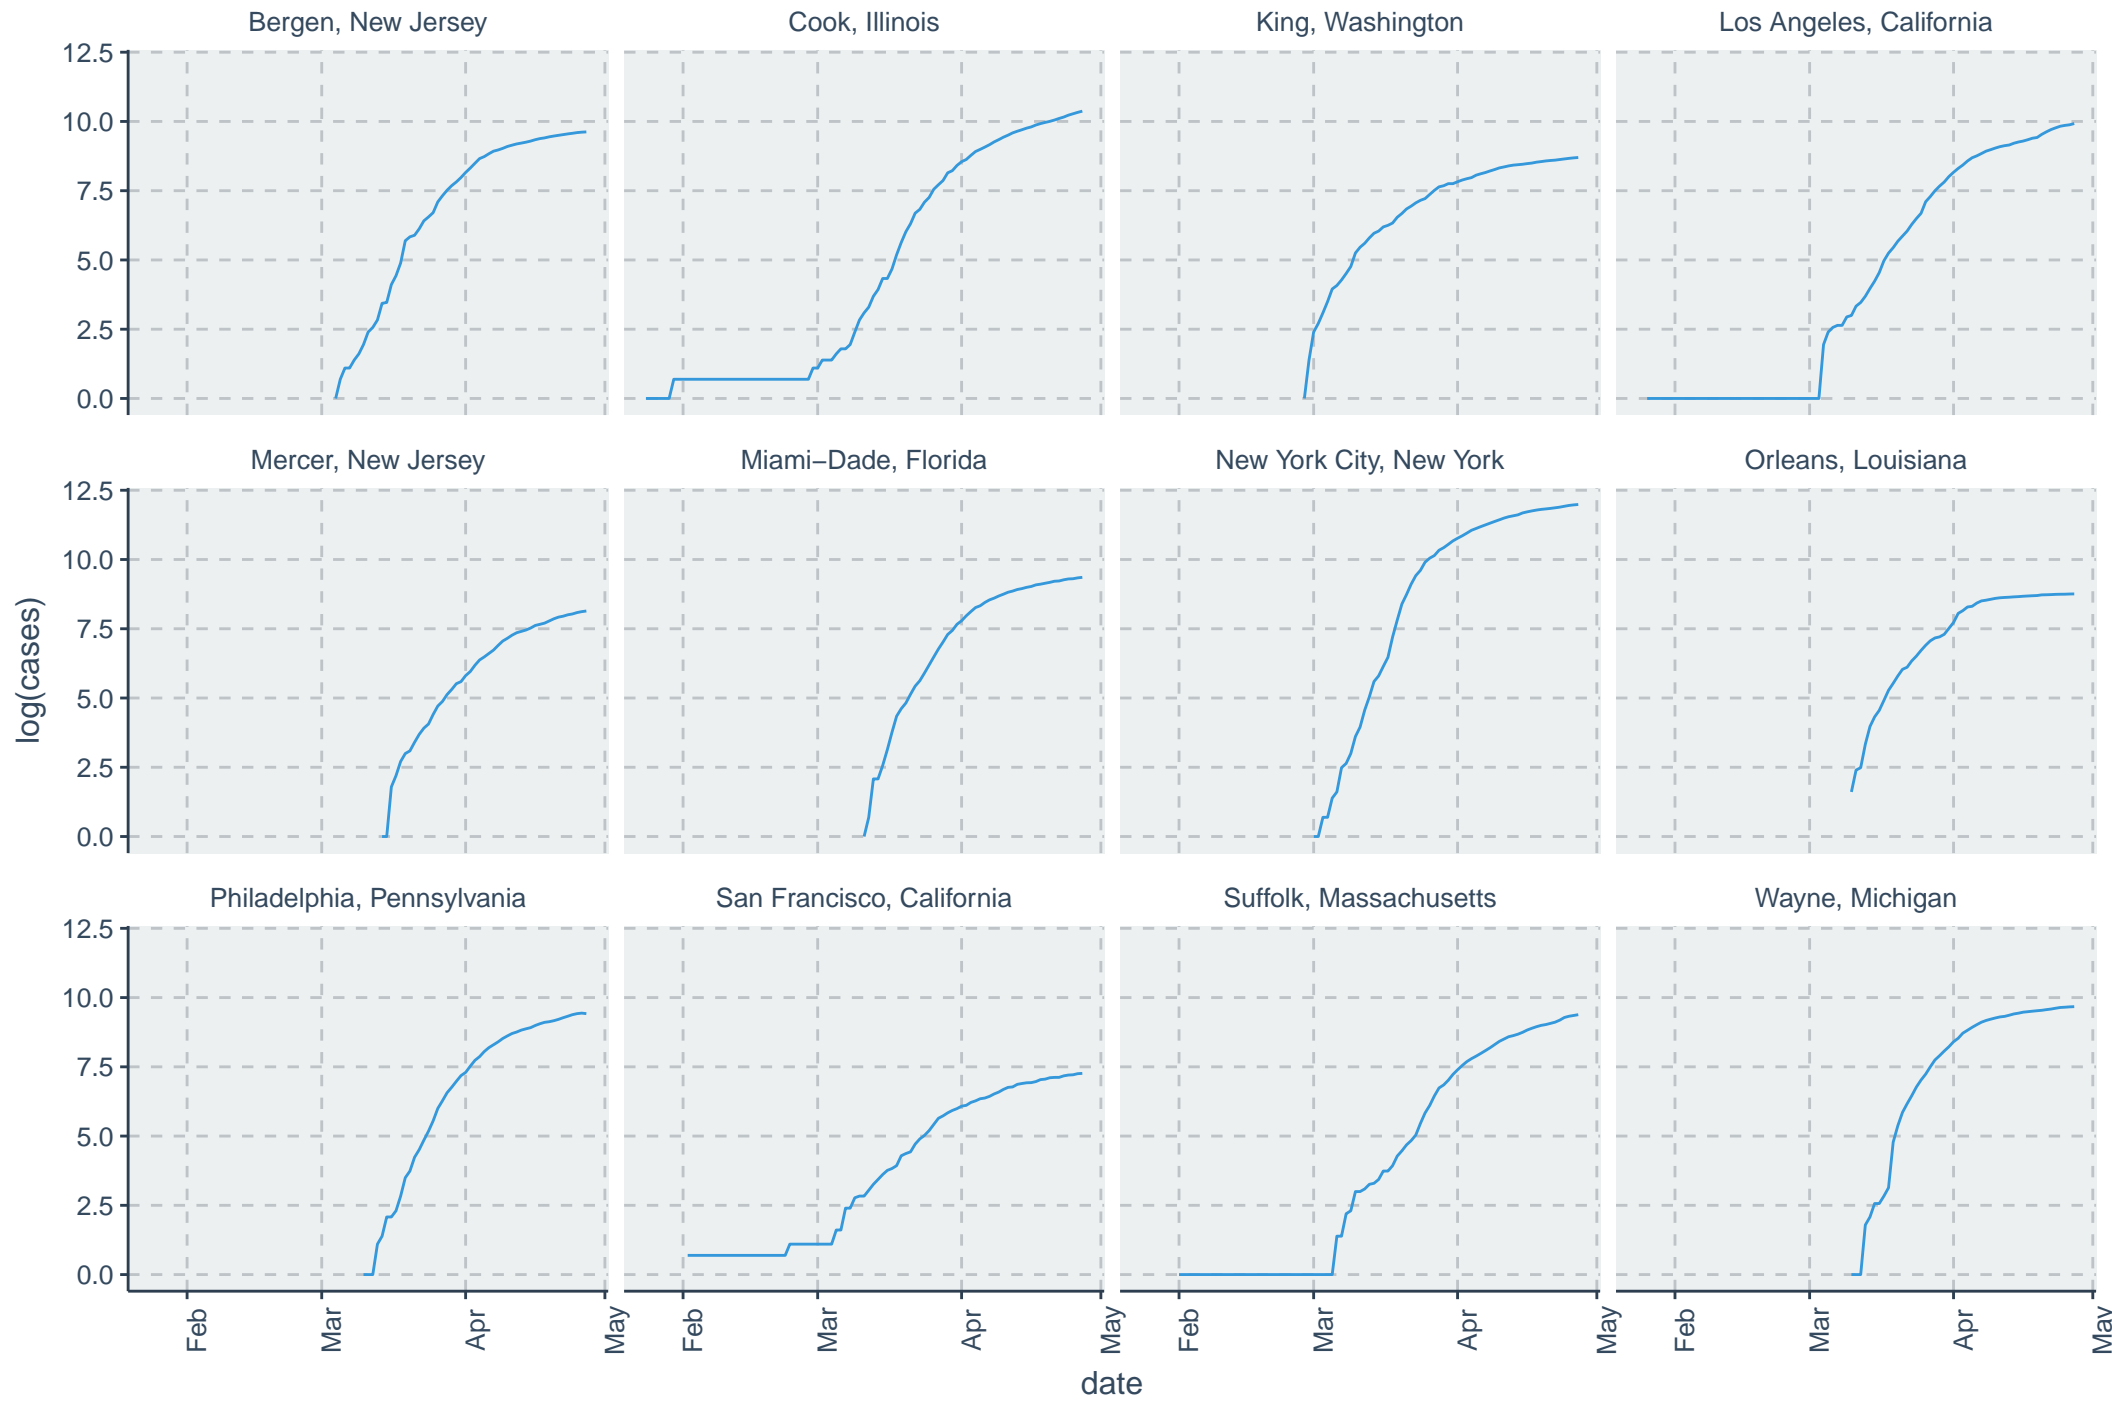 Bergen, New Jersey
Cook, Illinois
King, Washington
Los Angeles, California
12.5
10.0
7.5
5.0
2.5
0.0
Mercer, New Jersey
Miami−Dade, Florida
New York City, New York
Orleans, Louisiana
12.5
10.0
7.5
5.0
2.5
0.0
log(cases)
Philadelphia, Pennsylvania
San Francisco, California
Suffolk, Massachusetts
Wayne, Michigan
12.5
10.0
7.5
5.0
2.5
0.0
Feb
Mar
Apr
May
Feb
Mar
Apr
May
Feb
Mar
Apr
May
Feb
Mar
Apr
May
date